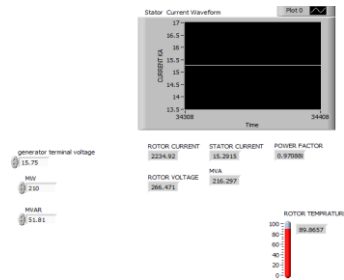 Stator Current Waveform
Plot 0
17
16.5
16
15.5
15
14.5
14
13.5
CURRENT KA
34308
34408
Time
generator terminal voltage
15.75
MW
210
MVAR
51.81
ROTOR CURRENT
2234.92
STATOR CURRENT
15.2915
POWER FACTOR
0.97088
ROTOR VOLTAGE
266.471
MVA
216.297
ROTOR TEMPRATURE
89.8657
100
80
60
40
20
0